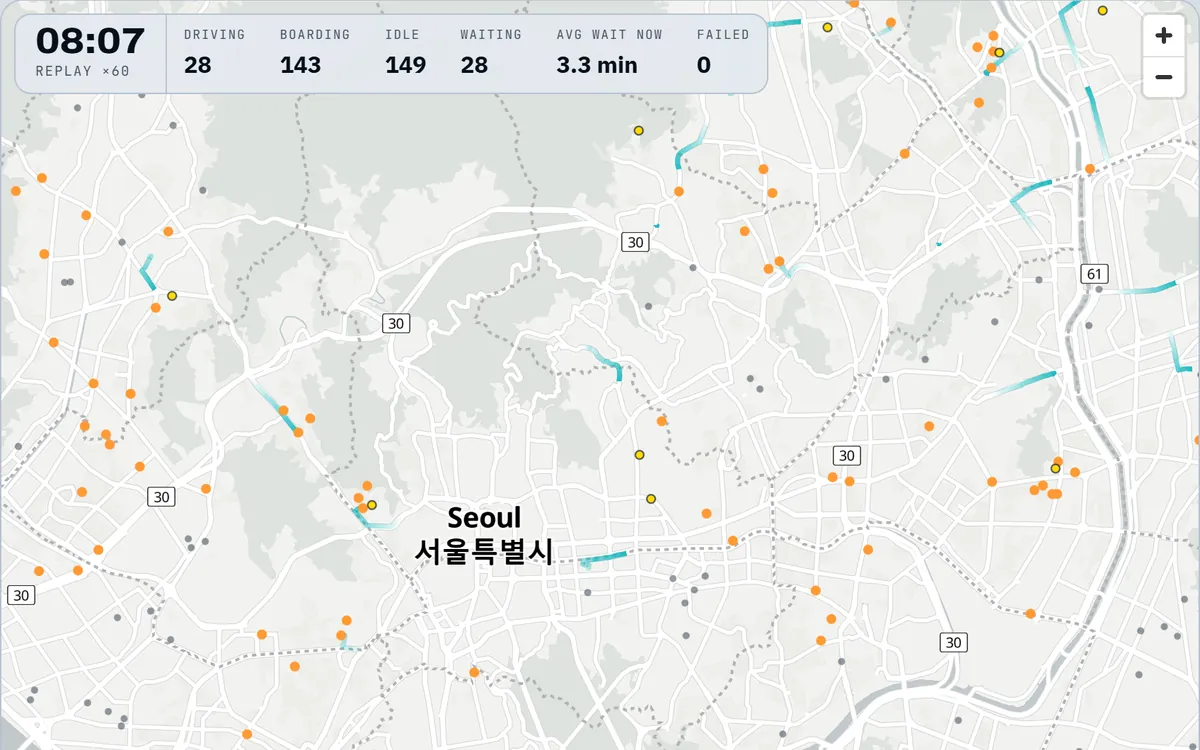 08:07
REPLAY ×60
DRIVING
28
BOARDING
143
IDLE
149
WAITING
28
AVG WAIT NOW
3.3 min
FAILED
0
+
−
30
61
30
30
30
Seoul
서울특별시
30
30